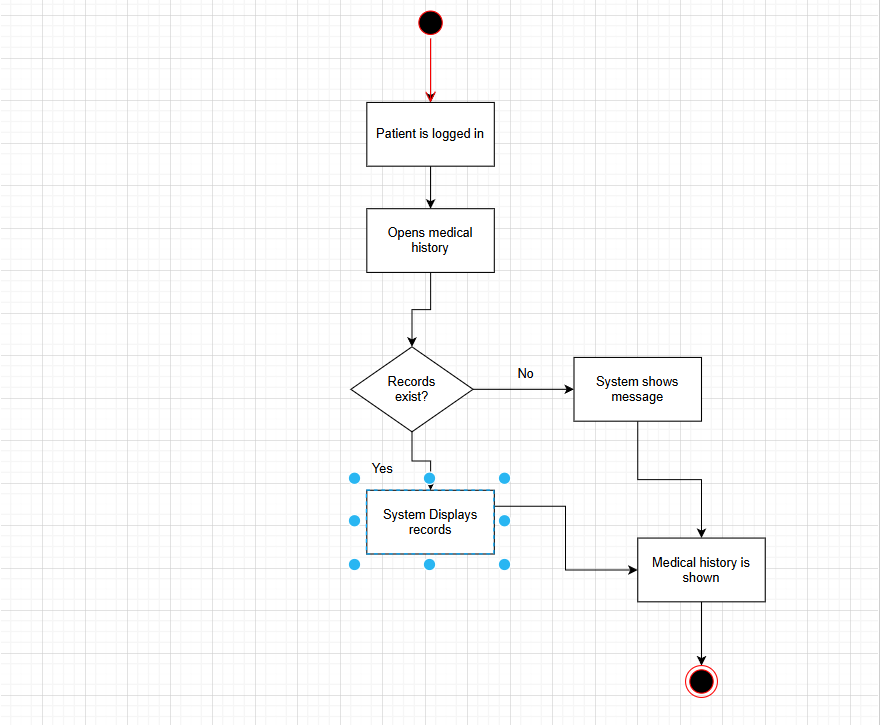 Patient is logged in
Opens medical
history
Records
exist?
No
System shows
message
Yes
System Displays
records
Medical history is
shown